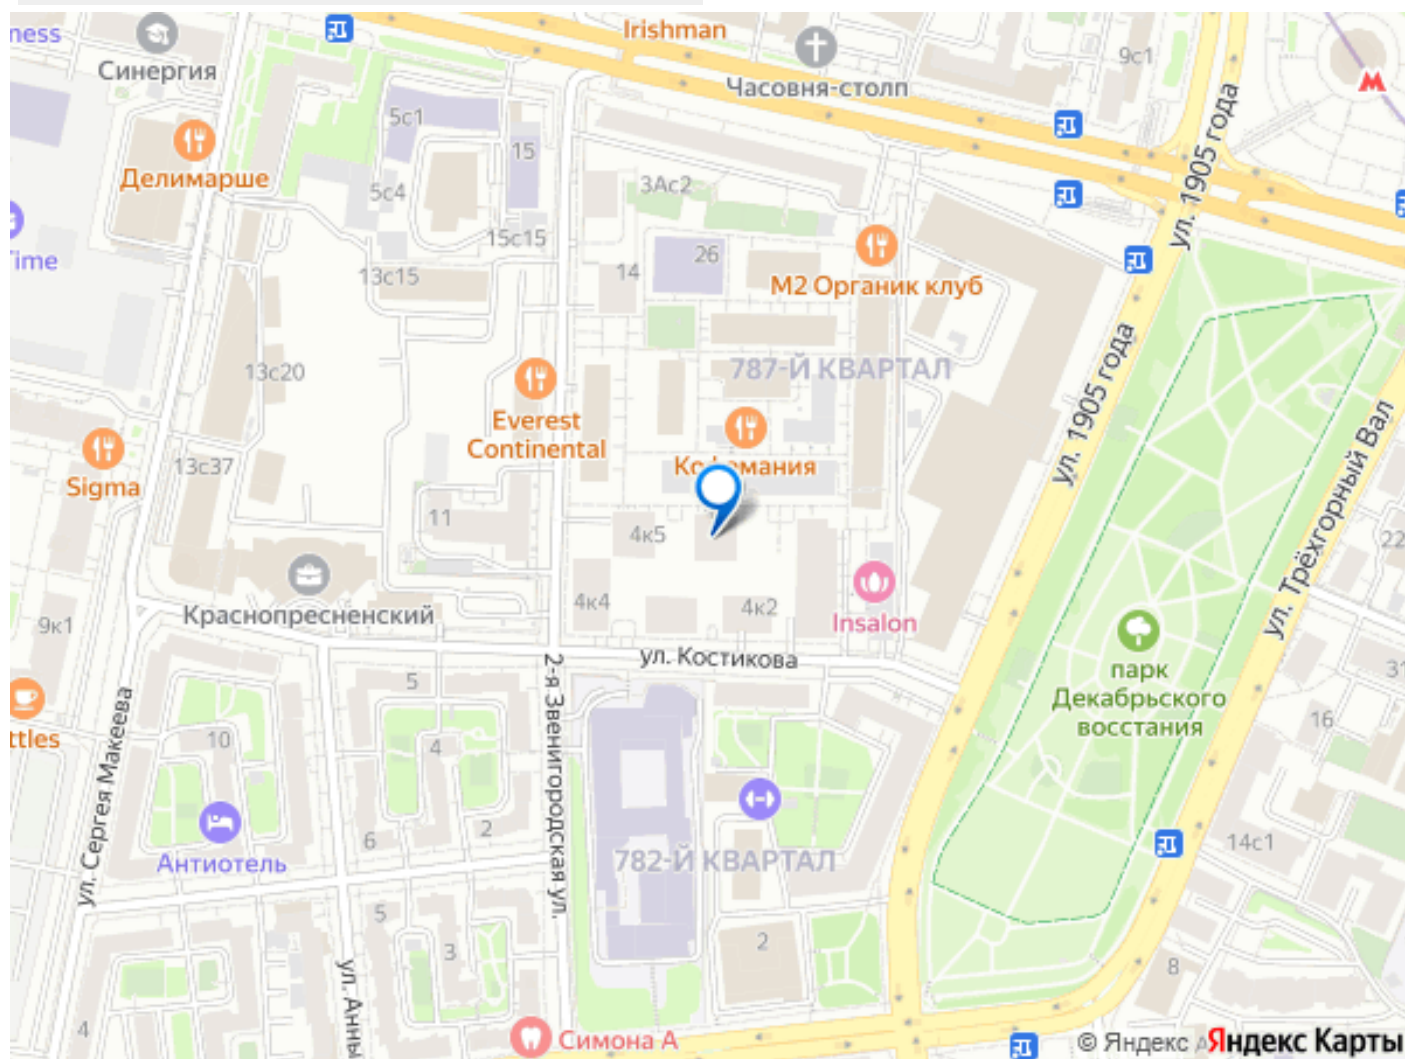 Irishman
ness
Синергия
Часовня-столп
9с1
5с1
15
Делимарше
5с4
3Ас2
ул. 1905 года
15с15
26
14
Time
13с15
М2 Органик клуб
13с20
787-Й КВАРТАЛ
ул. 1905 года
Everest
Continental
ул. Трёхгорный Вал
Sigma
13с37
11
4к5
22
Краснопресненский
4к4
4к2
Insalon
9к1
ул. Костикова
парк
Декабрьского
восстания
31
5
16
ttles
10
4
ул. Сергея Макеева
2-я Звенигородская ул.
6
2
14с1
Антиотель
782-Й КВАРТАЛ
5
3
2
8
ул. Анны
4
Симона А
© Яндекс
Яндекс Карты